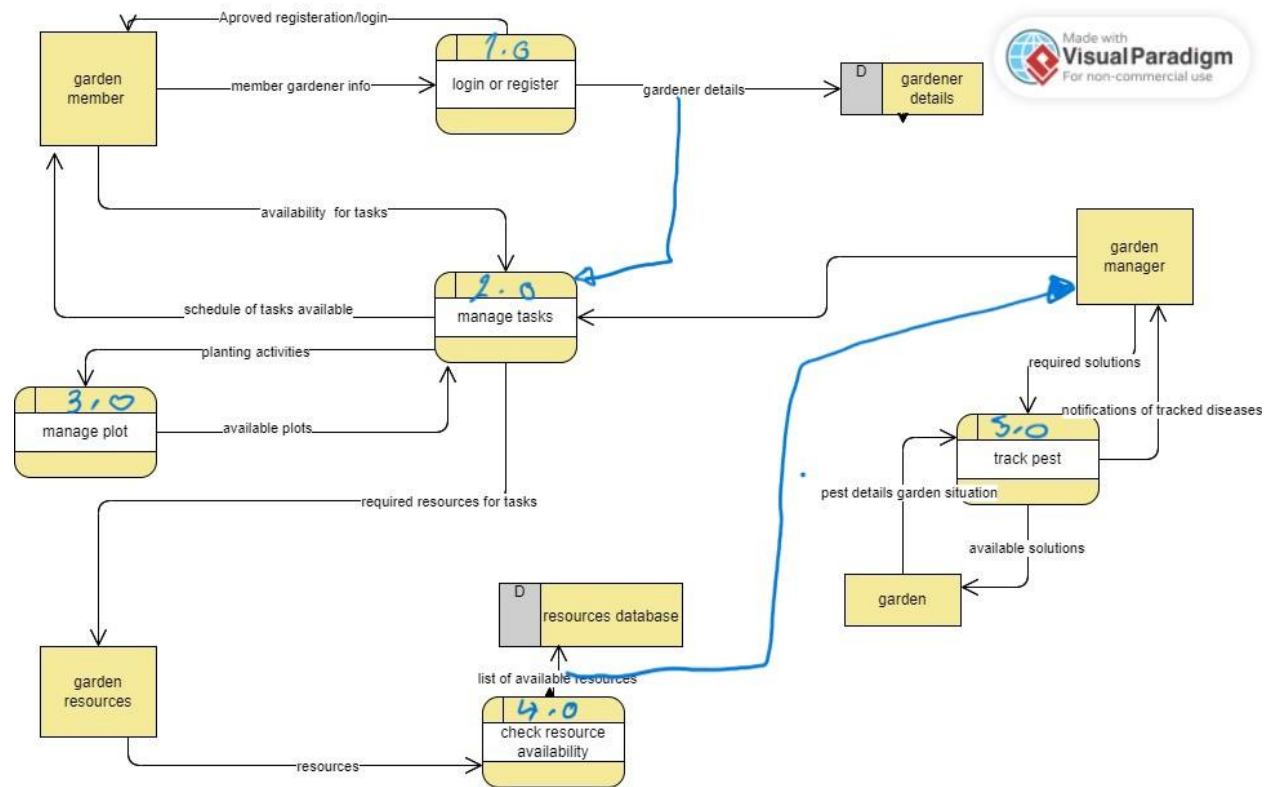 Aproved registeration/login
Made with
Visual Paradigm
For non-commercial use
1.0
garden
member
member gardener info
login or register
gardener details
D
gardener
details
availability for tasks
garden
manager
2.0
schedule of tasks available
manage tasks
planting activities
required solutions
3.0
manage plot
available plots
notifications of tracked diseases
5.0
track pest
pest details garden situation
required resources for tasks
available solutions
D
resources database
garden
garden
resources
list of available resources
4.0
check resource
availability
resources